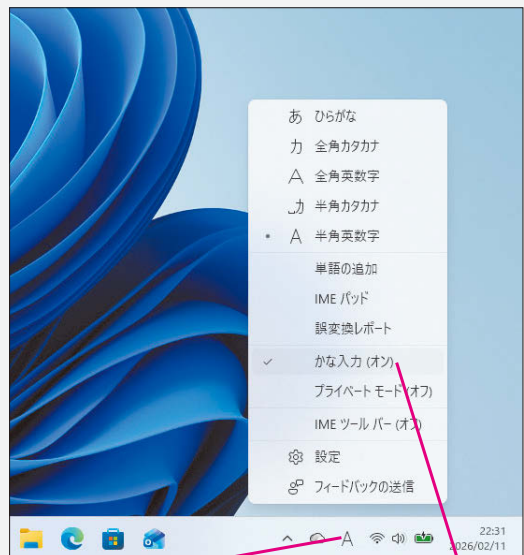 あ ひらがな
カ 全角カタカナ
A 全角英数字
_カ 半角カタカナ
• A 半角英数字
単語の追加
IME パッド
誤変換レポート
✓ かな入力 (オン)
プライベート モード (オフ)
IME ツール バー (オフ)
設定
フィードバックの送信
A
22:31
2026/02/11